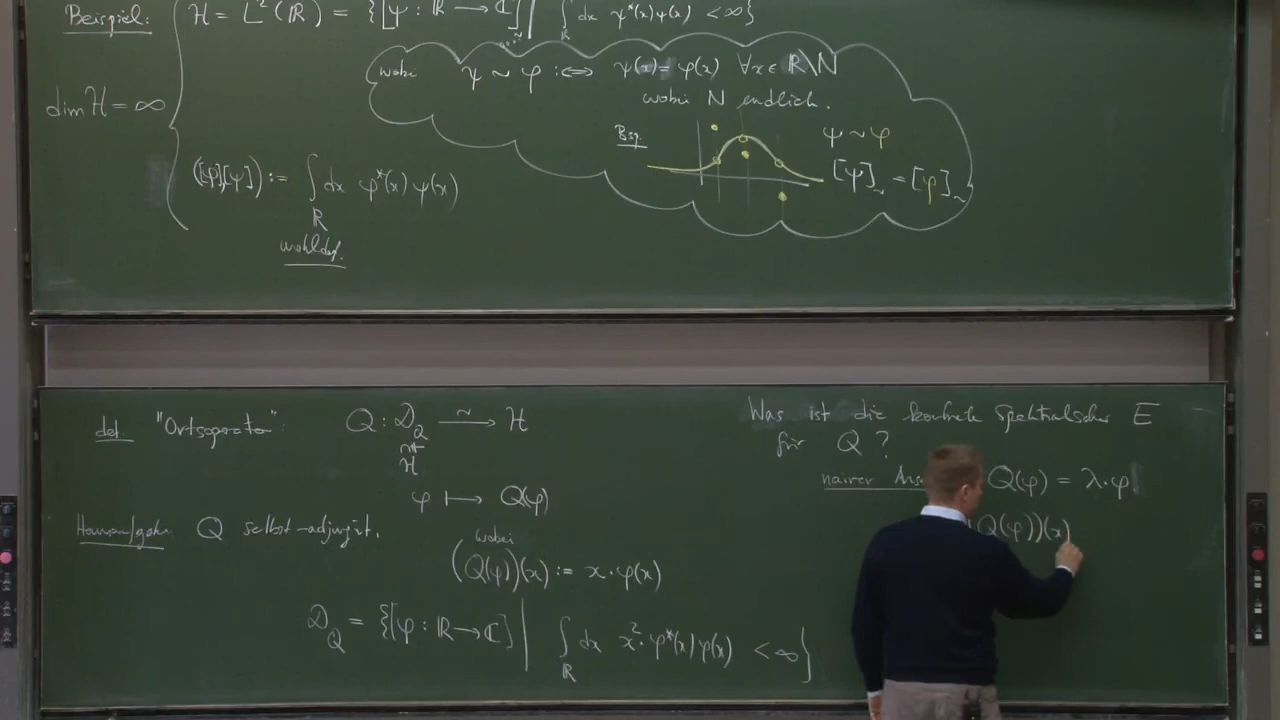 Beispiel: H = L²(ℝ) = {[ψ : ℝ → ℂ]~ | ∫ℝ dx ψ*(x)ψ(x) < ∞}
wobei ψ ~ φ :⟺ ψ(x) = φ(x) ∀x ∈ ℝ\N
wobei N endlich.
dim H = ∞
Bsp. ψ ~ φ
[ψ]~ = [φ]~
([φ]|[ψ]) := ∫ℝ dx φ*(x) ψ(x)
wohldef.
def "Ortsoperator": Q : D_Q →~ H
H
φ ↦ Q(φ)
Hausaufgabe Q selbst-adjungiert.
wobei
(Q(φ))(x) := x·φ(x)
D_Q = {[φ : ℝ → ℂ] | ∫ℝ dx x²·φ*(x)φ(x) < ∞}
Was ist die konkrete Spektralschar E
für Q ?
naiver Q(φ) = λ·φ
Q(φ))(x)